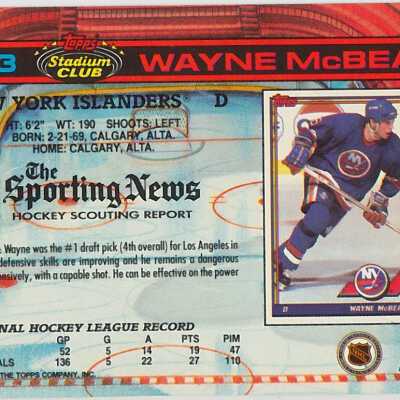 3 Topps Stadium CLUB WAYNE McBEA
YORK ISLANDERS D
HT: 6'2" WT: 190 SHOOTS: LEFT
BORN: 2-21-69, CALGARY, ALTA.
HOME: CALGARY, ALTA.
The
Sporting News
HOCKEY SCOUTING REPORT
: Wayne was the #1 draft pick (4th overall) for Los Angeles in
defensive skills are improving and he remains a dangerous
ensively, with a capable shot. He can be effective on the power
Topps
D WAYNE McBEA
NAL HOCKEY LEAGUE RECORD
GP G A PTS PIM
52 5 14 19 47
ALS 136 5 22 27 110
THE TOPPS COMPANY, INC.
NHL